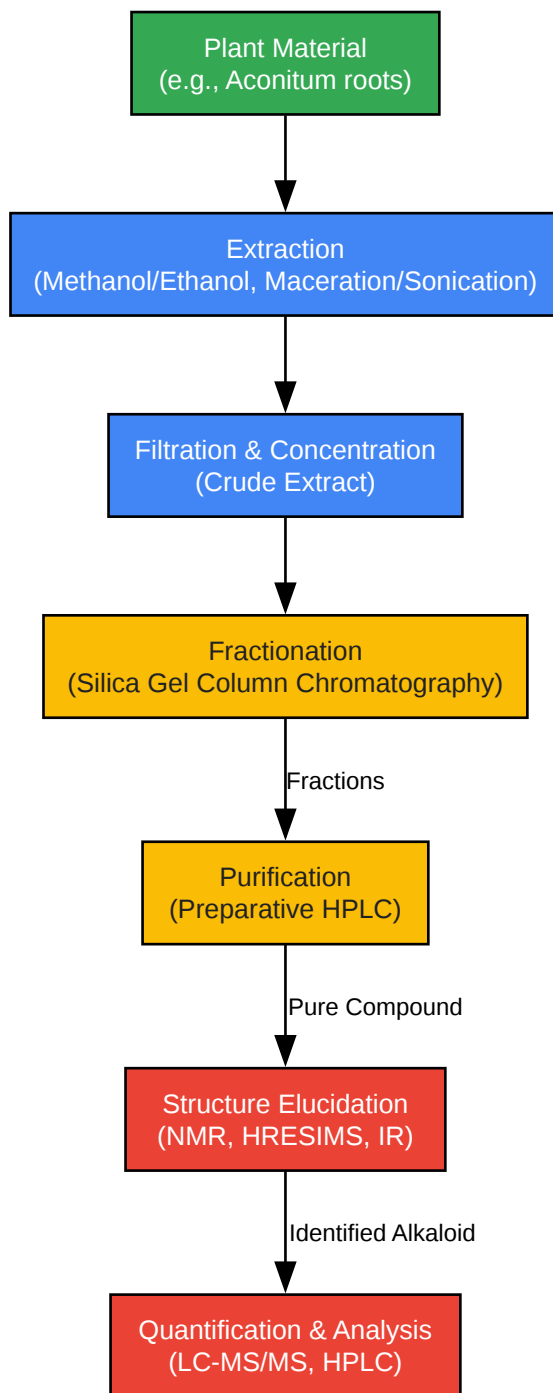 Plant Material
(e.g., Aconitum roots)
Extraction
(Methanol/Ethanol, Maceration/Sonication)
Filtration & Concentration
(Crude Extract)
Fractionation
(Silica Gel Column Chromatography)
Fractions
Purification
(Preparative HPLC)
Pure Compound
Structure Elucidation
(NMR, HRESIMS, IR)
Identified Alkaloid
Quantification & Analysis
(LC-MS/MS, HPLC)